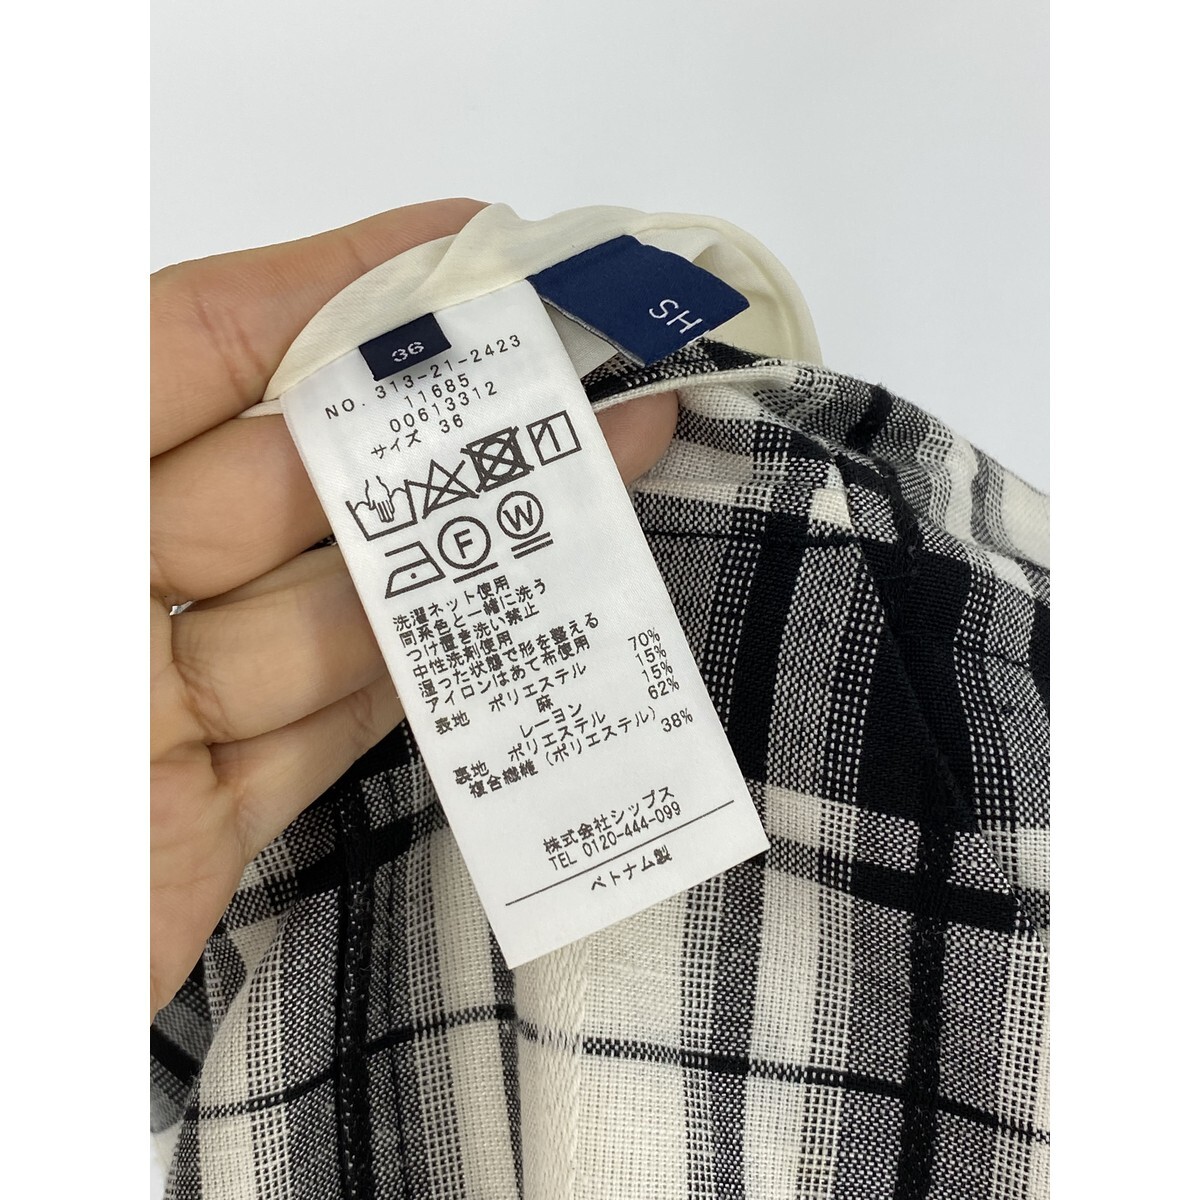 SH
36
NO. 313-21-2423
11685
00613312
サイズ 36
F W
洗濯ネット使用
同系色と一緒に洗う
つけ置き洗い禁止
中性洗剤使用
湿った状態で形を整える
アイロンはあて布使用
表地 ポリエステル 70%
麻 15%
レーヨン 15%
裏地 ポリエステル 62%
複合繊維(ポリエステル) 38%
株式会社シップス
TEL 0120-444-099
ベトナム製